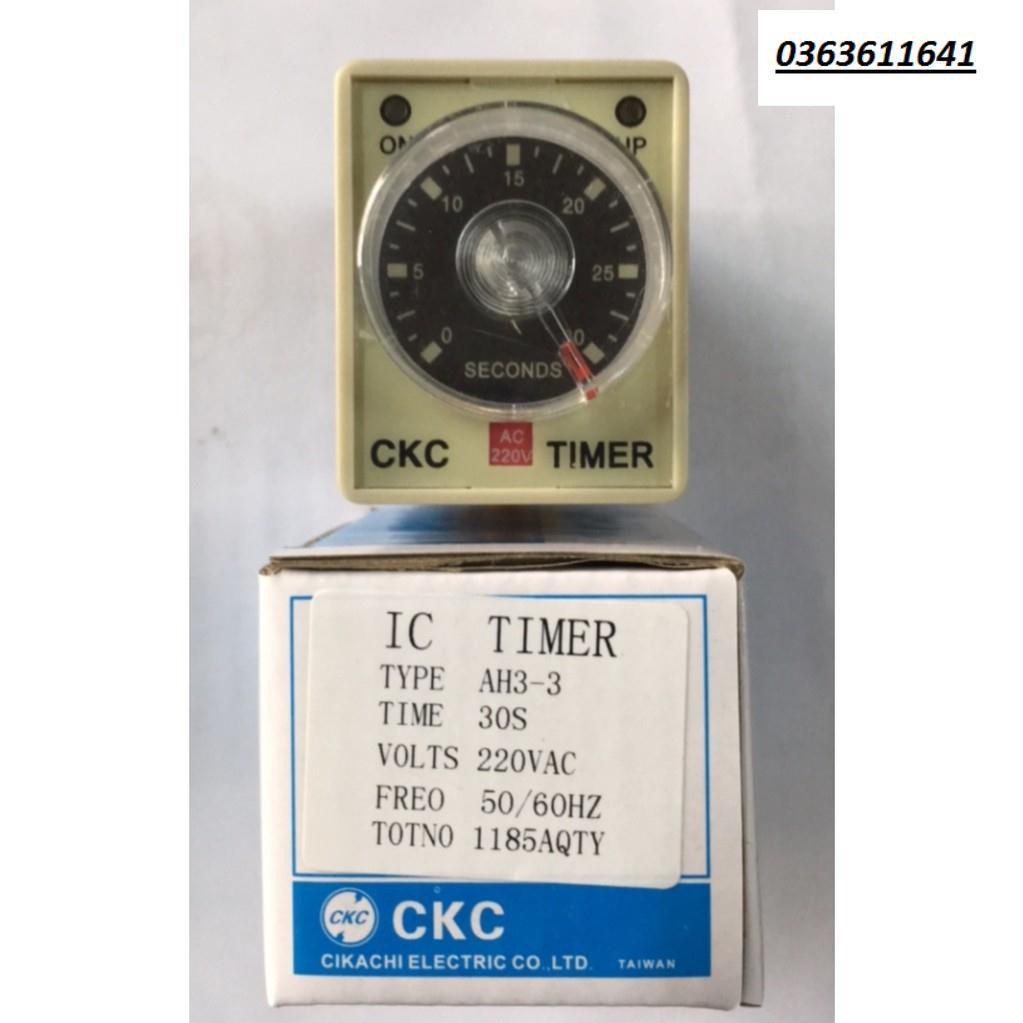 0363611641
ON UP
15
10 20
5 25
0 30
SECONDS
AC
220V
CKC TIMER
IC TIMER
TYPE AH3-3
TIME 30S
VOLTS 220VAC
FREO 50/60HZ
TOTNO 1185AQTY
CKC CKC
CIKACHI ELECTRIC CO.,LTD. TAIWAN